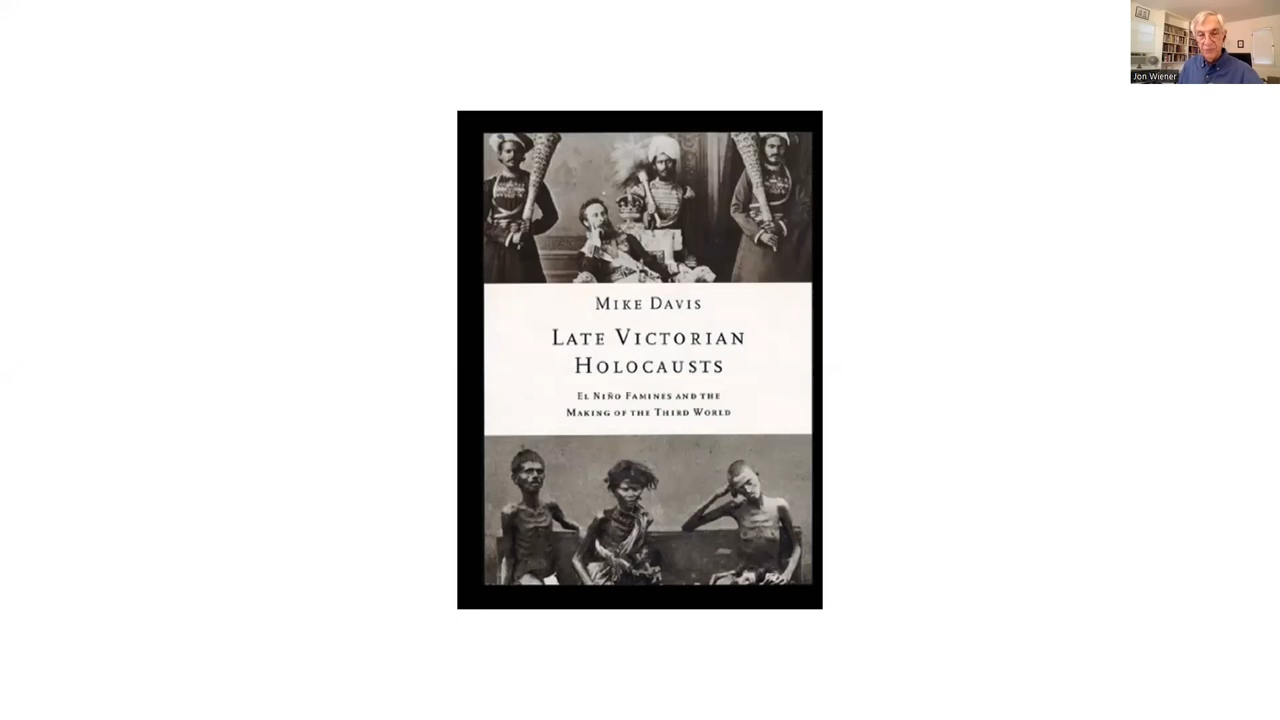 Jon Wiener
MIKE DAVIS
LATE VICTORIAN
HOLOCAUSTS
EL NIÑO FAMINES AND THE
MAKING OF THE THIRD WORLD